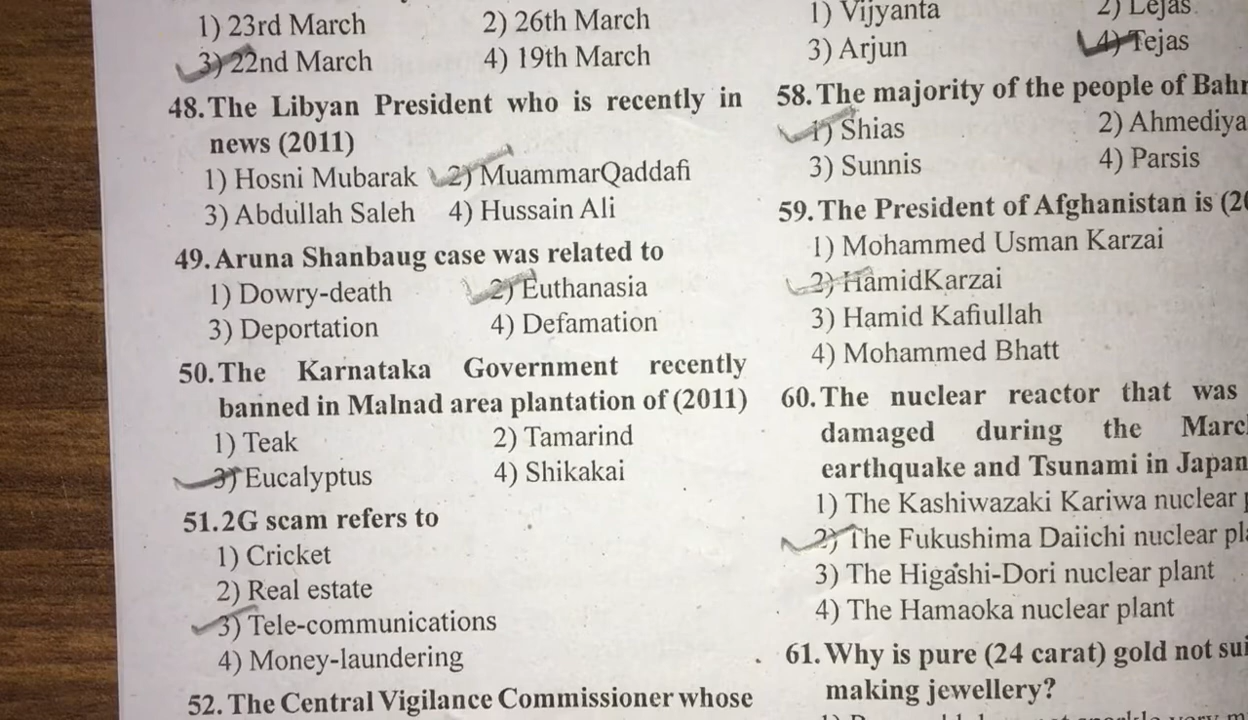 1) 23rd March 2) 26th March
3) 22nd March 4) 19th March
48. The Libyan President who is recently in
news (2011)
1) Hosni Mubarak 2) MuammarQaddafi
3) Abdullah Saleh 4) Hussain Ali
49. Aruna Shanbaug case was related to
1) Dowry-death 2) Euthanasia
3) Deportation 4) Defamation
50. The Karnataka Government recently
banned in Malnad area plantation of (2011)
1) Teak 2) Tamarind
3) Eucalyptus 4) Shikakai
51. 2G scam refers to
1) Cricket
2) Real estate
3) Tele-communications
4) Money-laundering
52. The Central Vigilance Commissioner whose
1) Vijyanta 2) Lejas
3) Arjun 4) Tejas
58. The majority of the people of Bahr
1) Shias 2) Ahmediya
3) Sunnis 4) Parsis
59. The President of Afghanistan is (20
1) Mohammed Usman Karzai
2) HamidKarzai
3) Hamid Kafiullah
4) Mohammed Bhatt
60. The nuclear reactor that was
damaged during the Marc
earthquake and Tsunami in Japan
1) The Kashiwazaki Kariwa nuclear
2) The Fukushima Daiichi nuclear pla
3) The Higashi-Dori nuclear plant
4) The Hamaoka nuclear plant
61. Why is pure (24 carat) gold not sui
making jewellery?